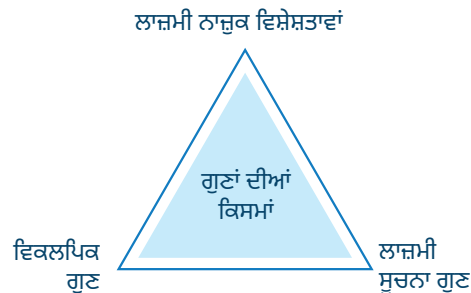 ਲਾਜ਼ਮੀ ਨਾਜ਼ੁਕ ਵਿਸ਼ੇਸ਼ਤਾਵਾਂ
ਗੁਣਾਂ ਦੀਆਂ
ਕਿਸਮਾਂ
ਵਿਕਲਪਿਕ
ਗੁਣ
ਲਾਜ਼ਮੀ
ਸੂਚਨਾ ਗੁਣ